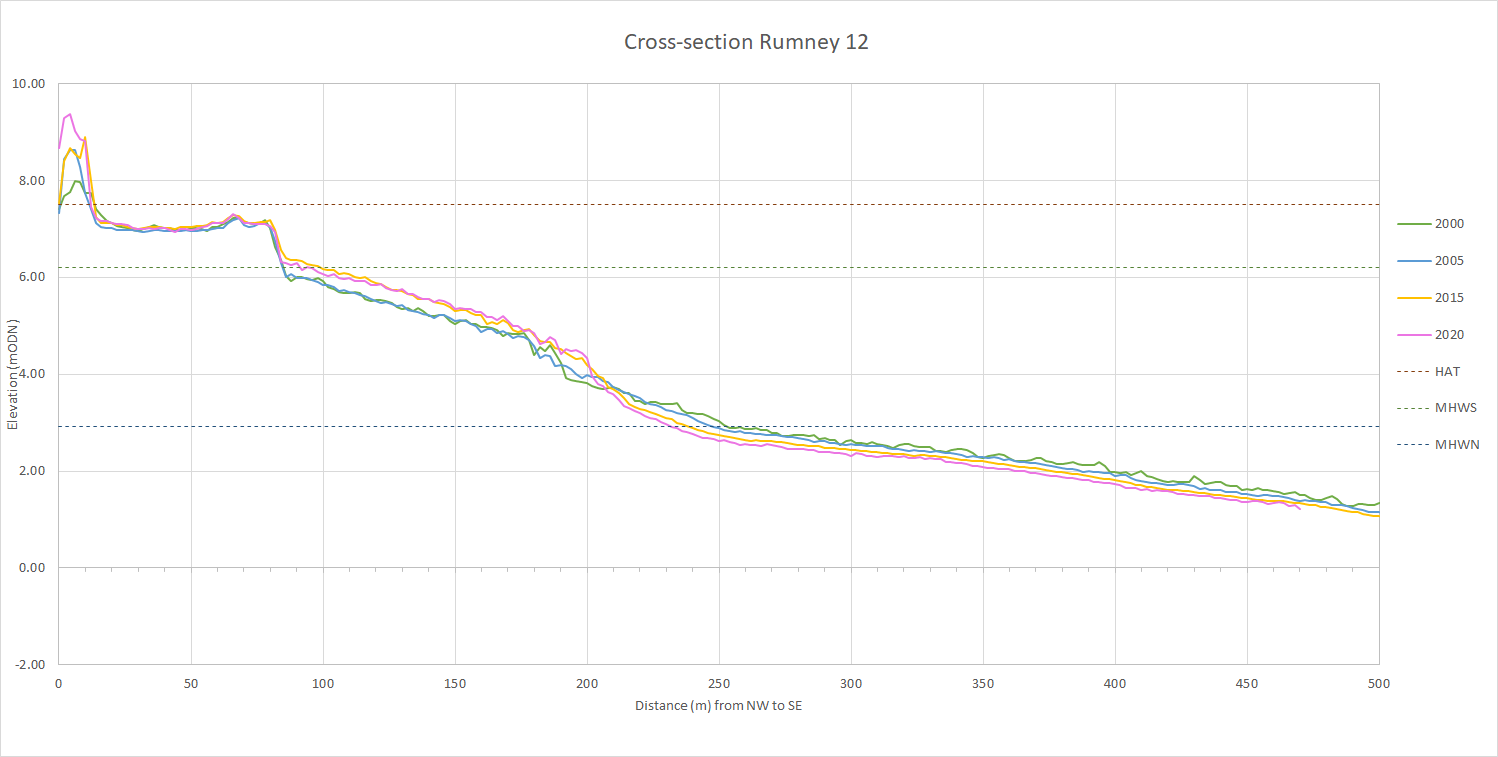 Cross-section Rumney 12
10.00
8.00
6.00
4.00
2.00
0.00
-2.00
Elevation (mODN)
0 50 100 150 200 250 300 350 400 450 500
Distance (m) from NW to SE
2000
2005
2015
2020
HAT
MHWS
MHWN